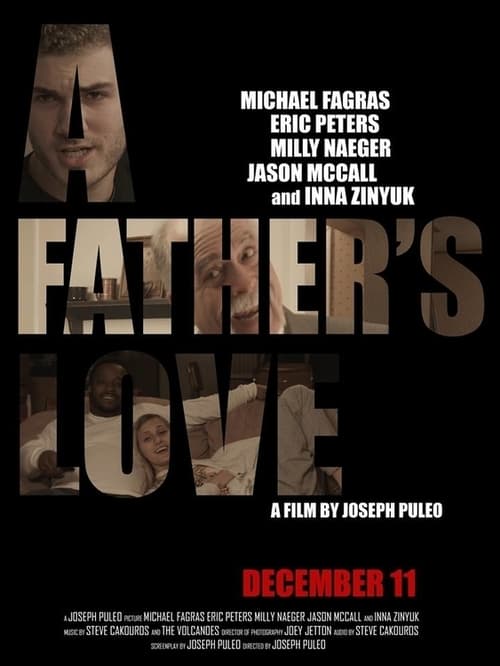 A
FATHER'S
LOVE
MICHAEL FAGRAS
ERIC PETERS
MILLY NAEGER
JASON MCCALL
and INNA ZINYUK
A FILM BY JOSEPH PULEO
DECEMBER 11
A JOSEPH PULEO PICTURE MICHAEL FAGRAS ERIC PETERS MILLY NAEGER JASON MCCALL AND INNA ZINYUK
MUSIC BY STEVE CAKOUROS AND THE VOLCANOES DIRECTOR OF PHOTOGRAPHY JOEY JETTON AUDIO BY STEVE CAKOUROS
SCREENPLAY BY JOSEPH PULEO DIRECTED BY JOSEPH PULEO